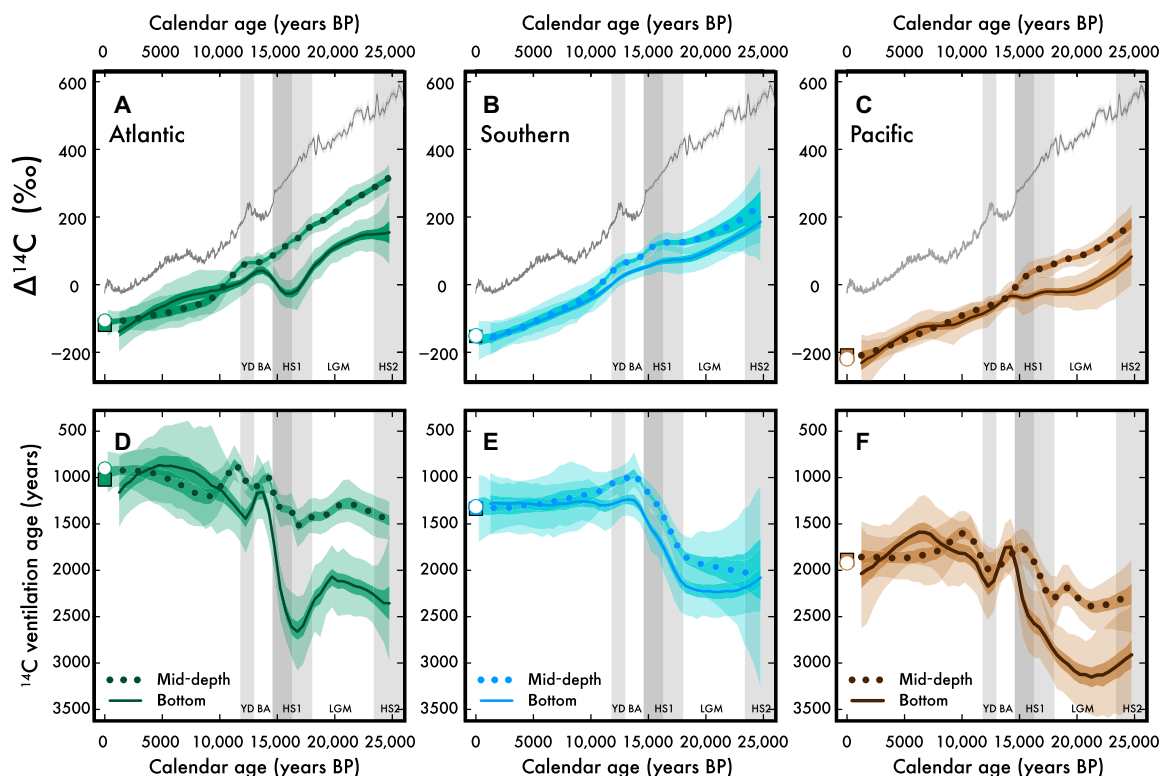 Calendar age (years BP) Calendar age (years BP) Calendar age (years BP)
0 5000 10,000 15,000 20,000 25,000 0 5000 10,000 15,000 20,000 25,000 0 5000 10,000 15,000 20,000 25,000
Δ¹⁴C (‰)
600 400 200 0 −200
A
Atlantic
YD BA HS1 LGM HS2
600 400 200 0 −200
B
Southern
YD BA HS1 LGM HS2
600 400 200 0 −200
C
Pacific
YD BA HS1 LGM HS2
¹⁴C ventilation age (years)
500 1000 1500 2000 2500 3000 3500
D
Mid-depth
Bottom
YD BA HS1 LGM HS2
500 1000 1500 2000 2500 3000 3500
E
Mid-depth
Bottom
YD BA HS1 LGM HS2
500 1000 1500 2000 2500 3000 3500
F
Mid-depth
Bottom
YD BA HS1 LGM HS2
0 5000 10,000 15,000 20,000 25,000 0 5000 10,000 15,000 20,000 25,000 0 5000 10,000 15,000 20,000 25,000
Calendar age (years BP) Calendar age (years BP) Calendar age (years BP)